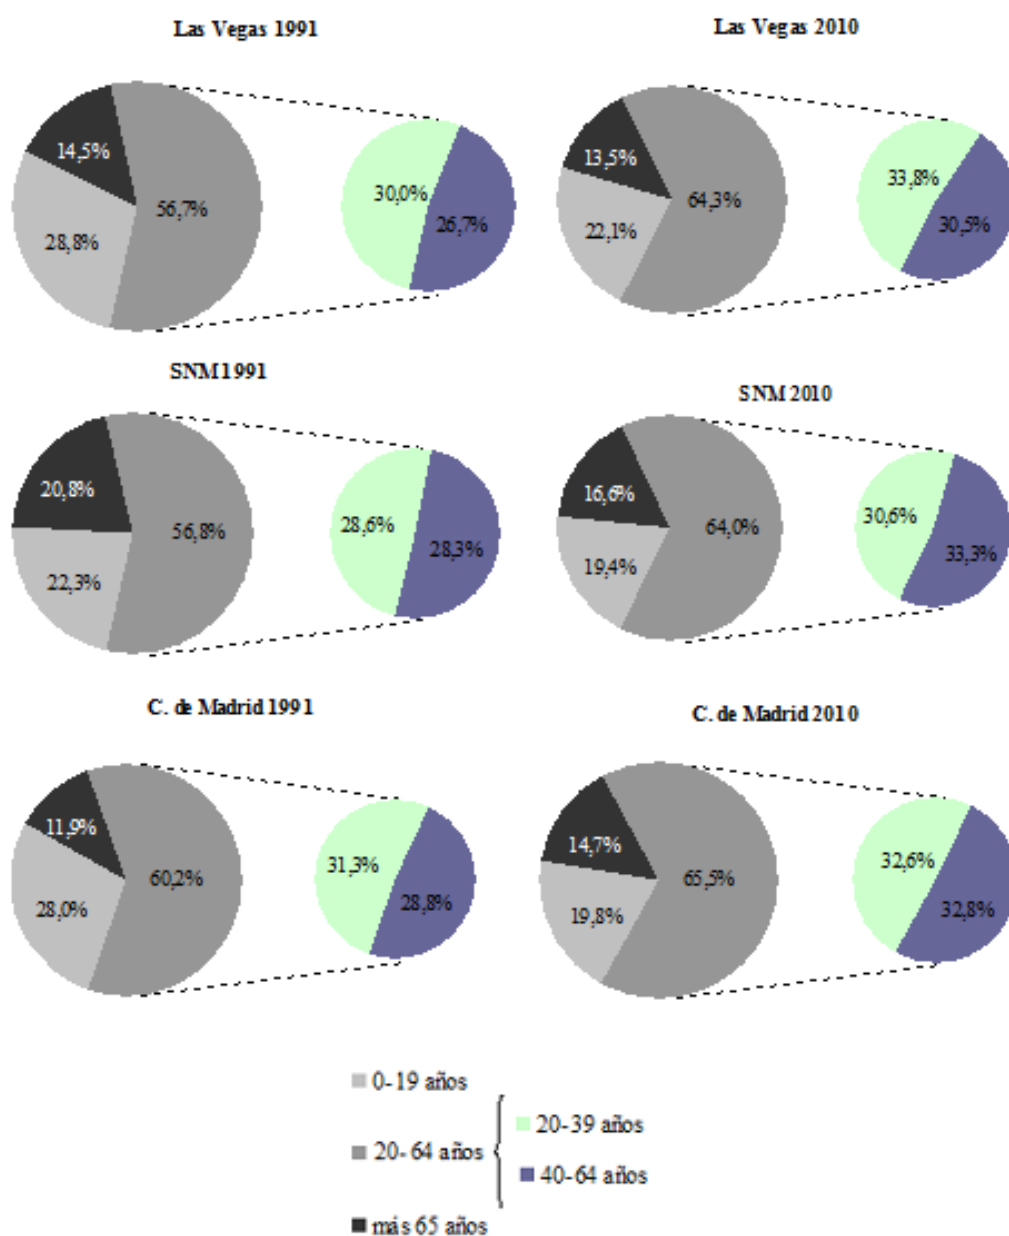 Las Vegas 1991
Las Vegas 2010
14,5%
56,7%
28,8%
30,0%
26,7%
13,5%
64,3%
22,1%
33,8%
30,5%
SNM 1991
SNM 2010
20,8%
56,8%
22,3%
28,6%
28,3%
16,6%
64,0%
19,4%
30,6%
33,3%
C. de Madrid 1991
C. de Madrid 2010
11,9%
60,2%
28,0%
31,3%
28,8%
14,7%
65,5%
19,8%
32,6%
32,8%
0-19 años
20-39 años
20-64 años
40-64 años
más 65 años